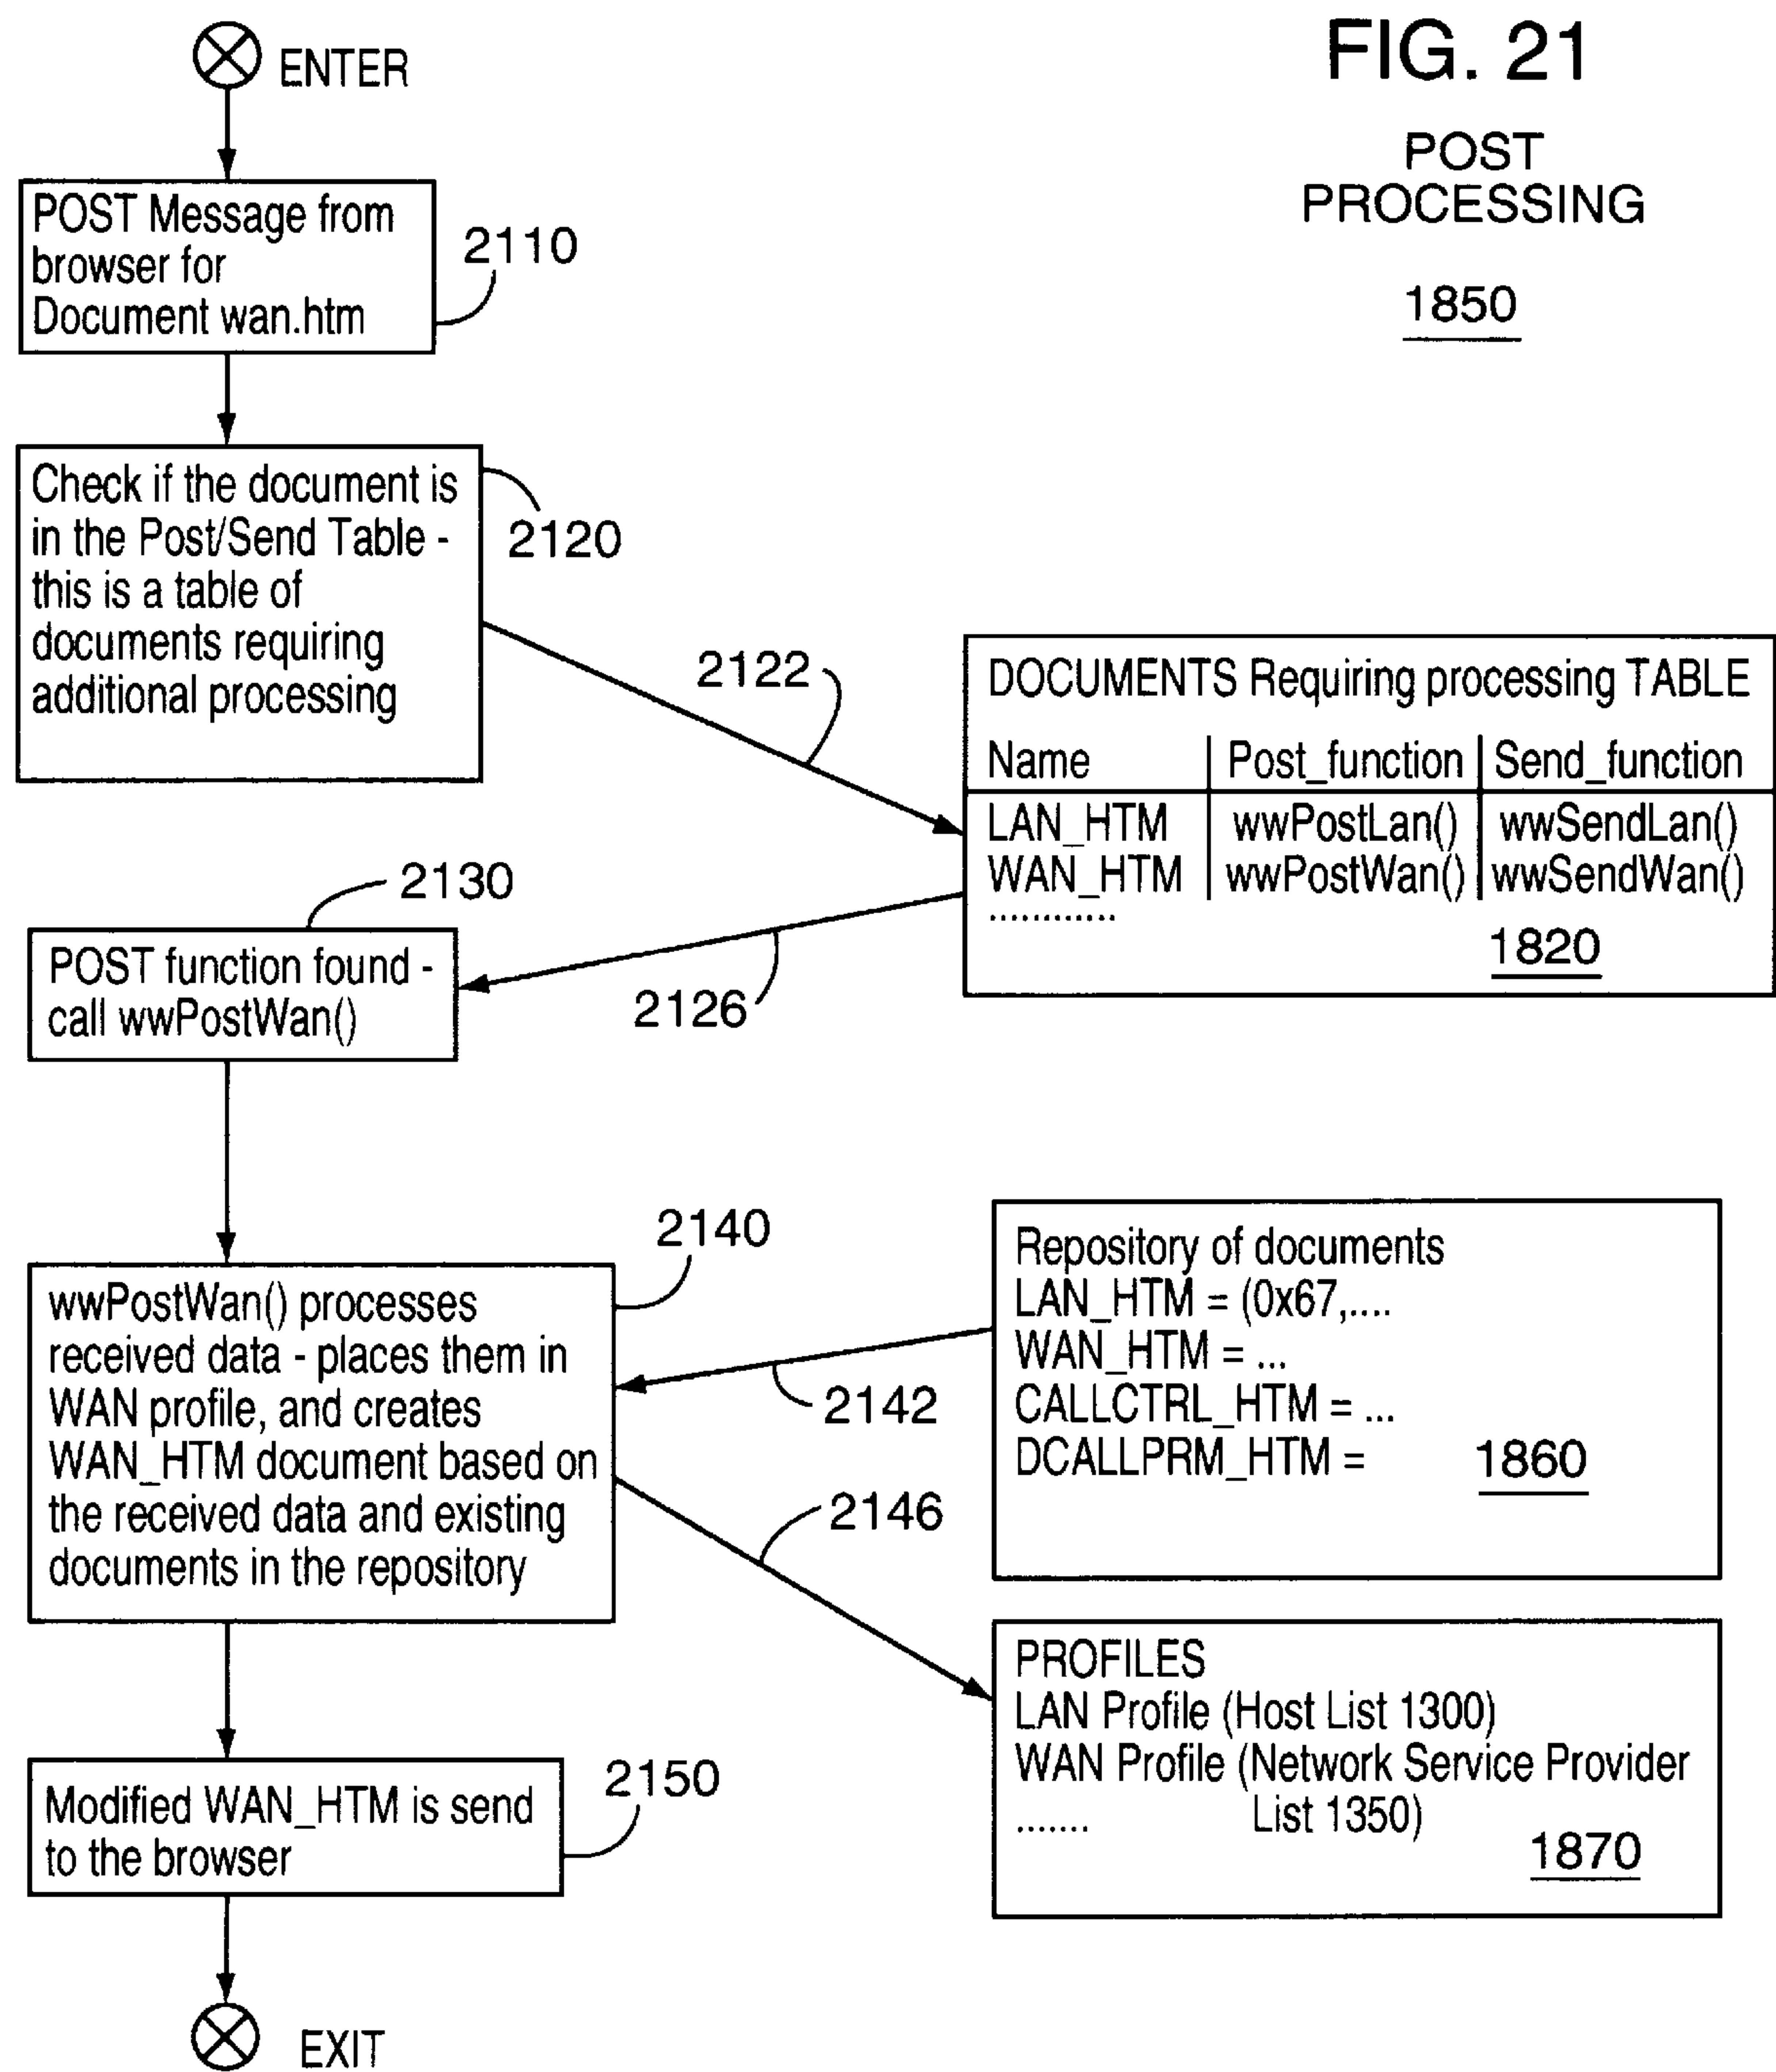 FIG. 21
POST
PROCESSING
1850
ENTER
POST Message from
browser for
Document wan.htm
2110
Check if the document is
in the Post/Send Table -
this is a table of
documents requiring
additional processing
2120
2122
DOCUMENTS Requiring processing TABLE
Name Post_function Send_function
LAN_HTM wwPostLan() wwSendLan()
WAN_HTM wwPostWan() wwSendWan()
............
1820
2126
2130
POST function found -
call wwPostWan()
2140
wwPostWan() processes
received data - places them in
WAN profile, and creates
WAN_HTM document based on
the received data and existing
documents in the repository
2142
Repository of documents
LAN_HTM = (0x67,....
WAN_HTM = ...
CALLCTRL_HTM = ...
DCALLPRM_HTM =
1860
2146
PROFILES
LAN Profile (Host List 1300)
WAN Profile (Network Service Provider
....... List 1350)
1870
Modified WAN_HTM is send
to the browser
2150
EXIT